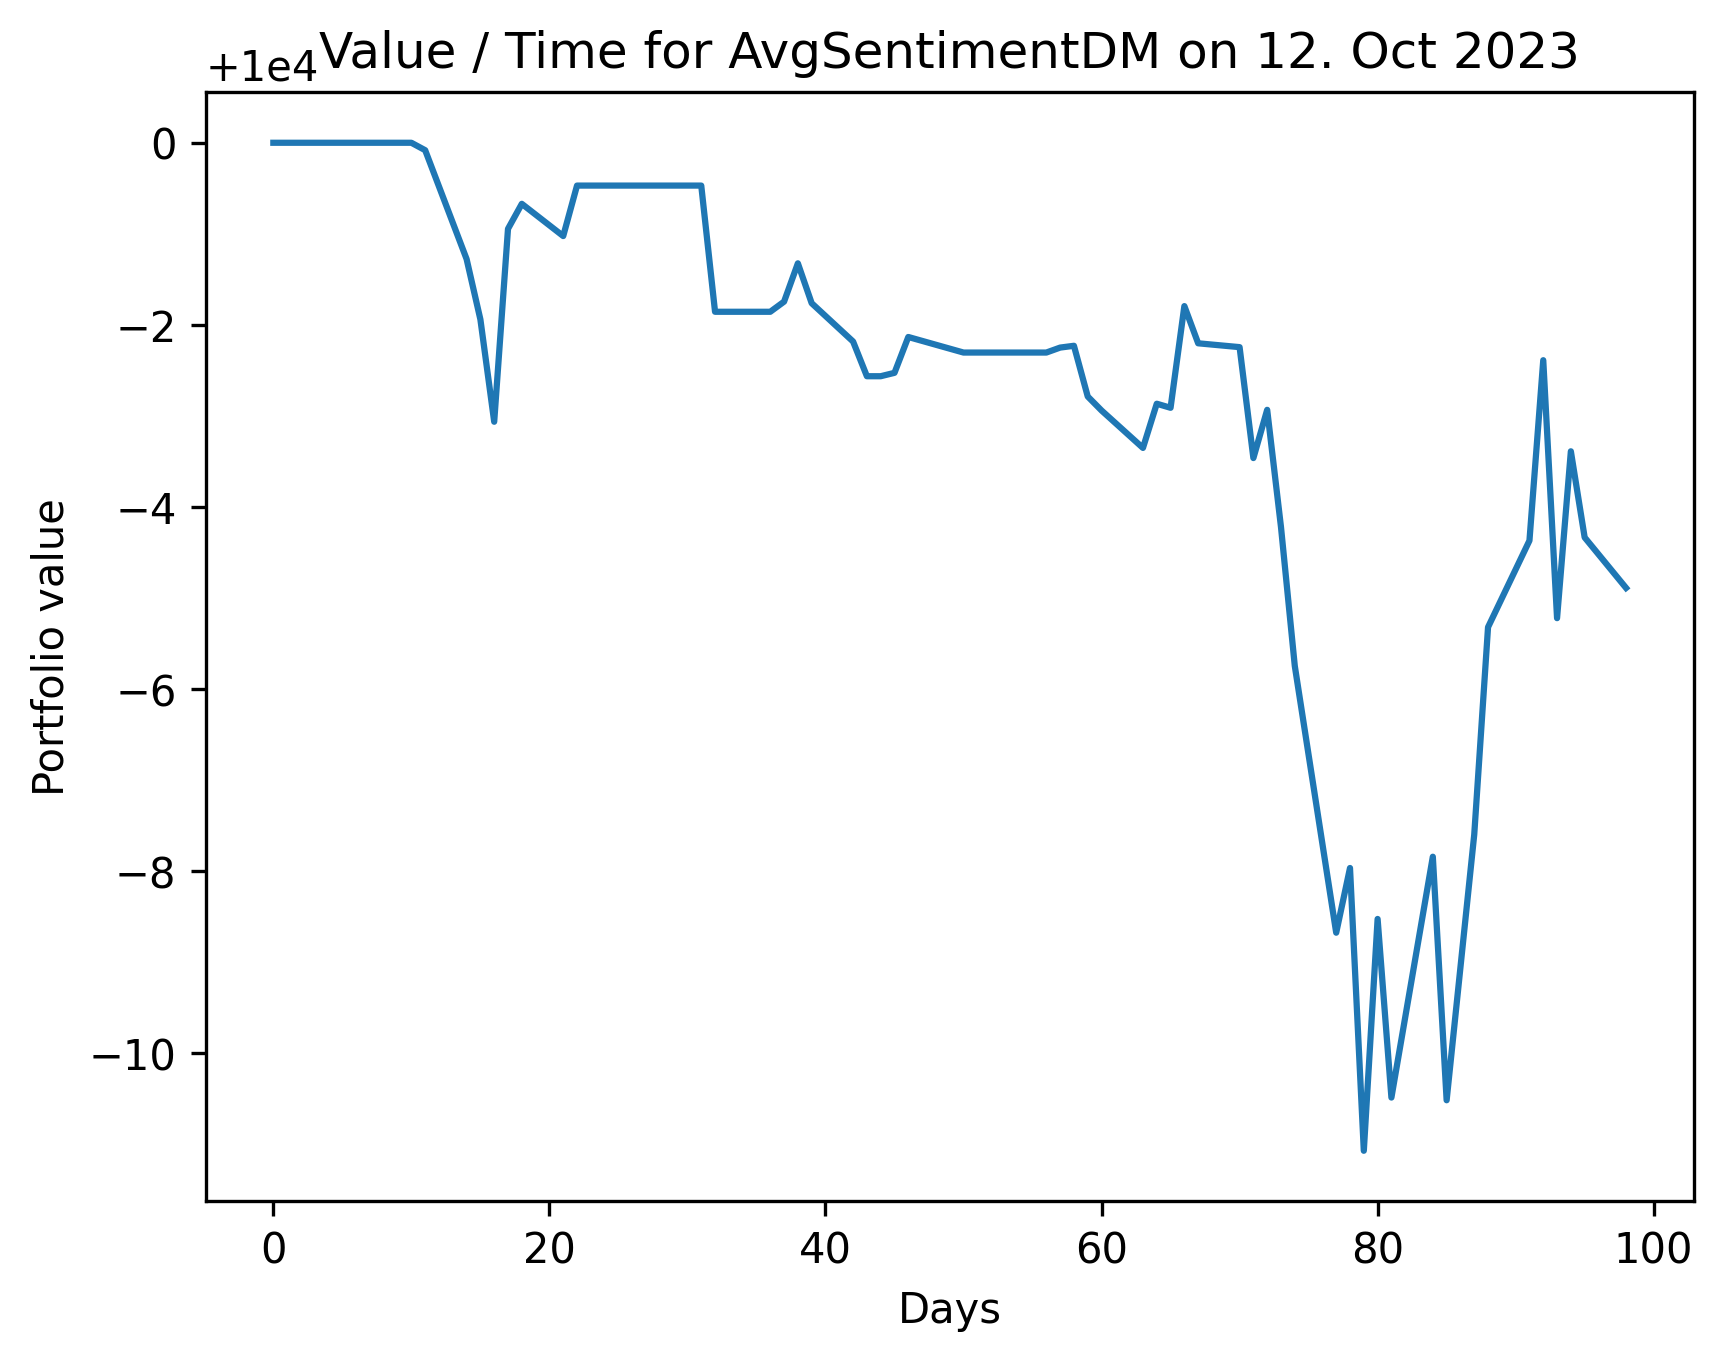 Value / Time for AvgSentimentDM on 12. Oct 2023
+1e4
0
−2
−4
−6
−8
−10
Portfolio value
0 20 40 60 80 100
Days